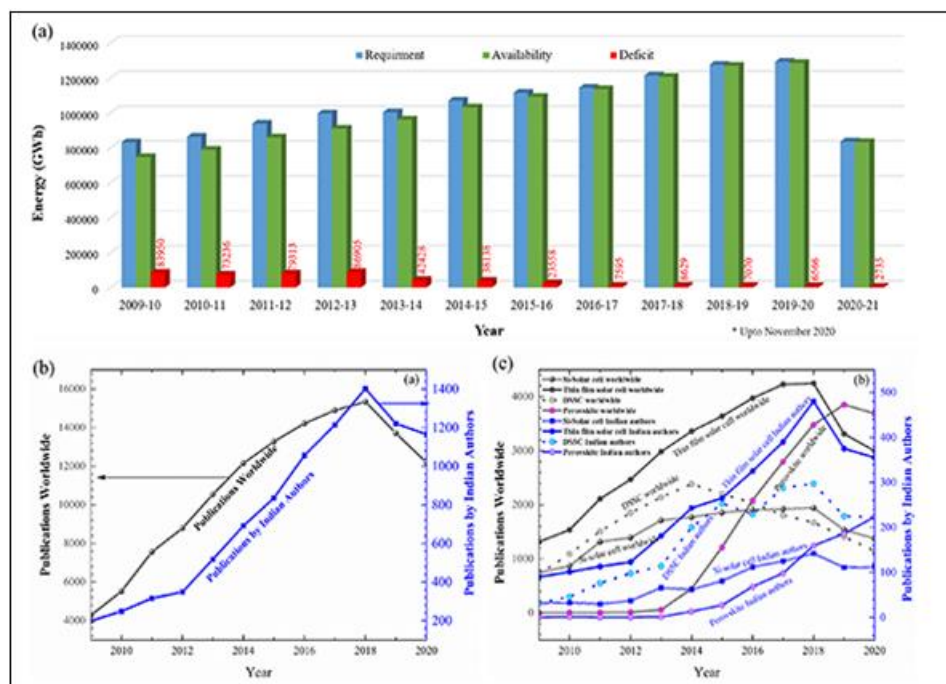 (a)
Requirment Availability Deficit
Energy (GWh)
1400000
1200000
1000000
800000
600000
400000
200000
0
83950
73236
79313
86905
42428
38138
23558
7595
8629
7070
6566
2733
2009-10 2010-11 2011-12 2012-13 2013-14 2014-15 2015-16 2016-17 2017-18 2018-19 2019-20 2020-21
Year
* Upto November 2020
(b)
(a)
Publications Worldwide
16000
14000
12000
10000
8000
6000
4000
Publications Worldwide
Publications by Indian Authors
1400
1200
1000
800
600
400
200
Publications by Indian Authors
2010 2012 2014 2016 2018 2020
Year
(c)
(b)
Publications Worldwide
4000
3000
2000
1000
0
Thin film solar cell worldwide
DSSC worldwide
Perovskite worldwide
Thin film solar cell Indian authors
DSSC Indian authors
Perovskite Indian authors
Thin film solar cell worldwide
Thin film solar cell Indian authors
Perovskite worldwide
DSSC worldwide
Si-solar cell worldwide
DSSC Indian authors
Si-solar cell Indian authors
Perovskite Indian authors
500
400
300
200
100
0
Publications by Indian Authors
2010 2012 2014 2016 2018 2020
Year